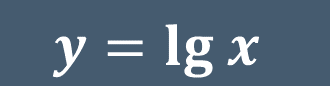 y = lg x